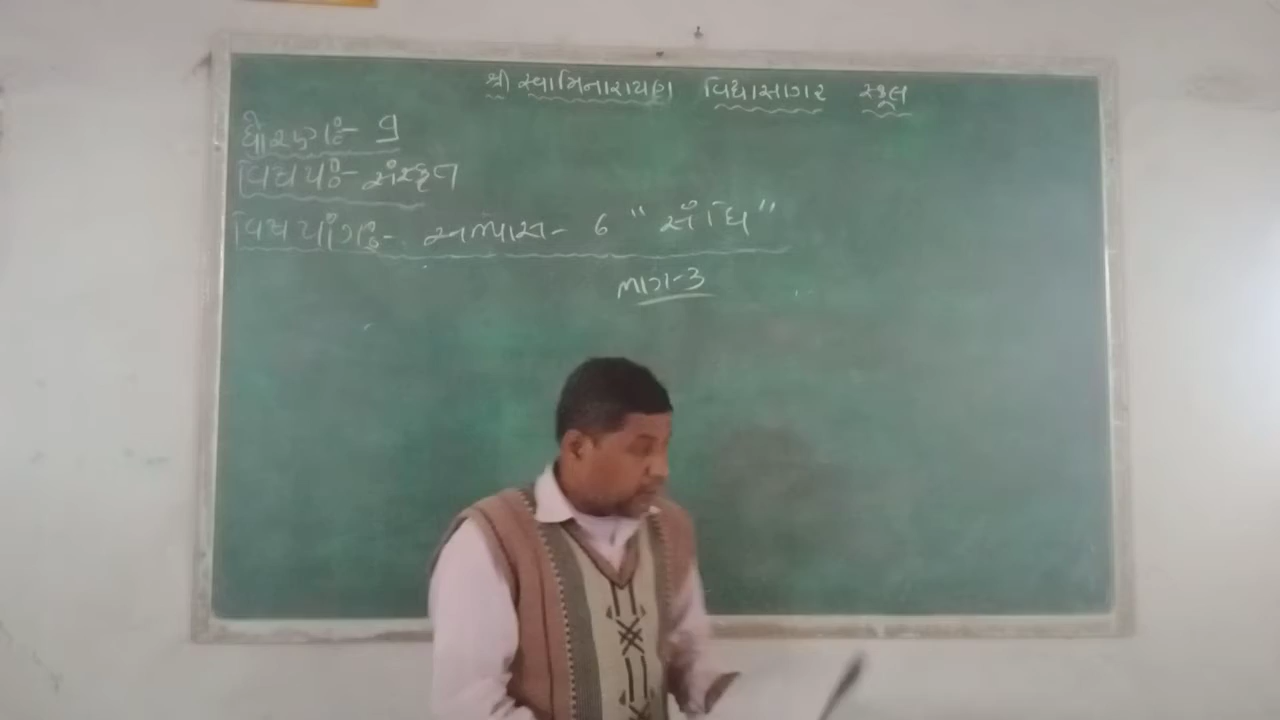 શ્રી સ્વામિનારાયણ વિદ્યાસાગર સ્કૂલ
ધોરણઃ- 9
વિષયઃ- સંસ્કૃત
વિષયાંગઃ- અભ્યાસ- 6 "સંધિ"
ભાગ-3